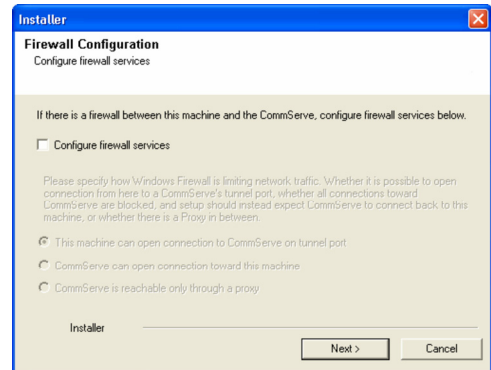 Installer
Firewall Configuration
Configure firewall services
If there is a firewall between this machine and the CommServe, configure firewall services below.
Configure firewall services
Please specify how Windows Firewall is limiting network traffic. Whether it is possible to open
connection from here to a CommServe's tunnel port, whether all connections toward
CommServe are blocked, and setup should instead expect CommServe to connect back to this
machine, or whether there is a Proxy in between.
This machine can open connection to CommServe on tunnel port
CommServe can open connection toward this machine
CommServe is reachable only through a proxy
Installer
Next >
Cancel